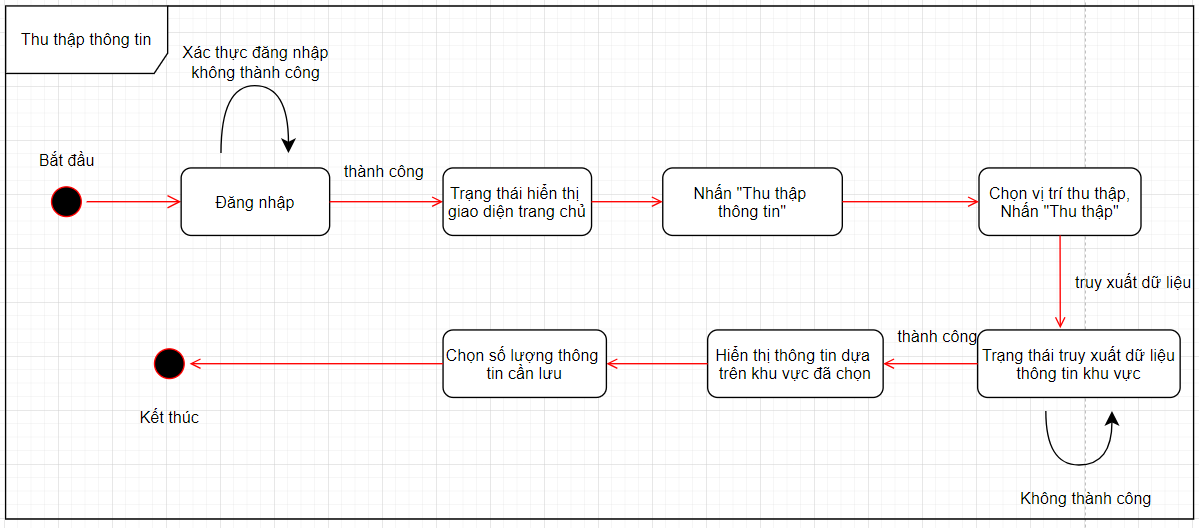 Thu thập thông tin
Xác thực đăng nhập
không thành công
Bắt đầu
Đăng nhập
thành công
Trạng thái hiển thị
giao diện trang chủ
Nhấn "Thu thập
thông tin"
Chọn vị trí thu thập,
Nhấn "Thu thập"
truy xuất dữ liệu
Trạng thái truy xuất dữ liệu
thông tin khu vực
Không thành công
thành công
Hiển thị thông tin dựa
trên khu vực đã chọn
Chọn số lượng thông
tin cần lưu
Kết thúc